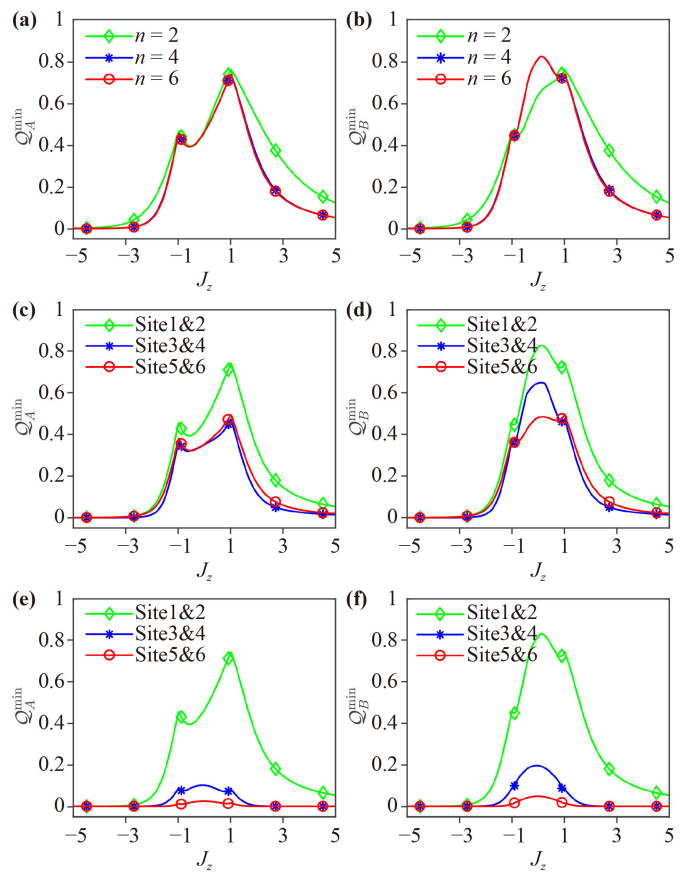 (a)
1
0.8
0.6
0.4
0.2
0
n = 2
n = 4
n = 6
𝒬_A^min
−5 −3 −1 1 3 5
J_z
(b)
1
0.8
0.6
0.4
0.2
0
n = 2
n = 4
n = 6
𝒬_B^min
−5 −3 −1 1 3 5
J_z
(c)
1
0.8
0.6
0.4
0.2
0
Site1&2
Site3&4
Site5&6
𝒬_A^min
−5 −3 −1 1 3 5
J_z
(d)
1
0.8
0.6
0.4
0.2
0
Site1&2
Site3&4
Site5&6
𝒬_B^min
−5 −3 −1 1 3 5
J_z
(e)
1
0.8
0.6
0.4
0.2
0
Site1&2
Site3&4
Site5&6
𝒬_A^min
−5 −3 −1 1 3 5
J_z
(f)
1
0.8
0.6
0.4
0.2
0
Site1&2
Site3&4
Site5&6
𝒬_B^min
−5 −3 −1 1 3 5
J_z